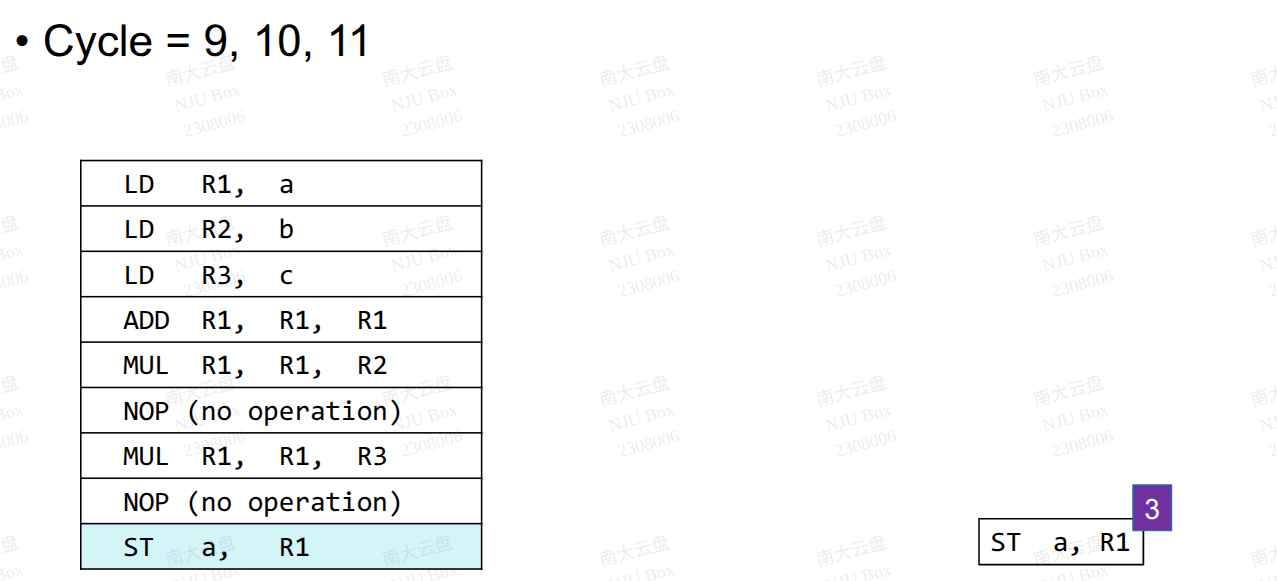 • Cycle = 9, 10, 11
LD R1, a
LD R2, b
LD R3, c
ADD R1, R1, R1
MUL R1, R1, R2
NOP (no operation)
MUL R1, R1, R3
NOP (no operation)
ST a, R1
3
ST a, R1
南大云盘
NJU Box
2308006